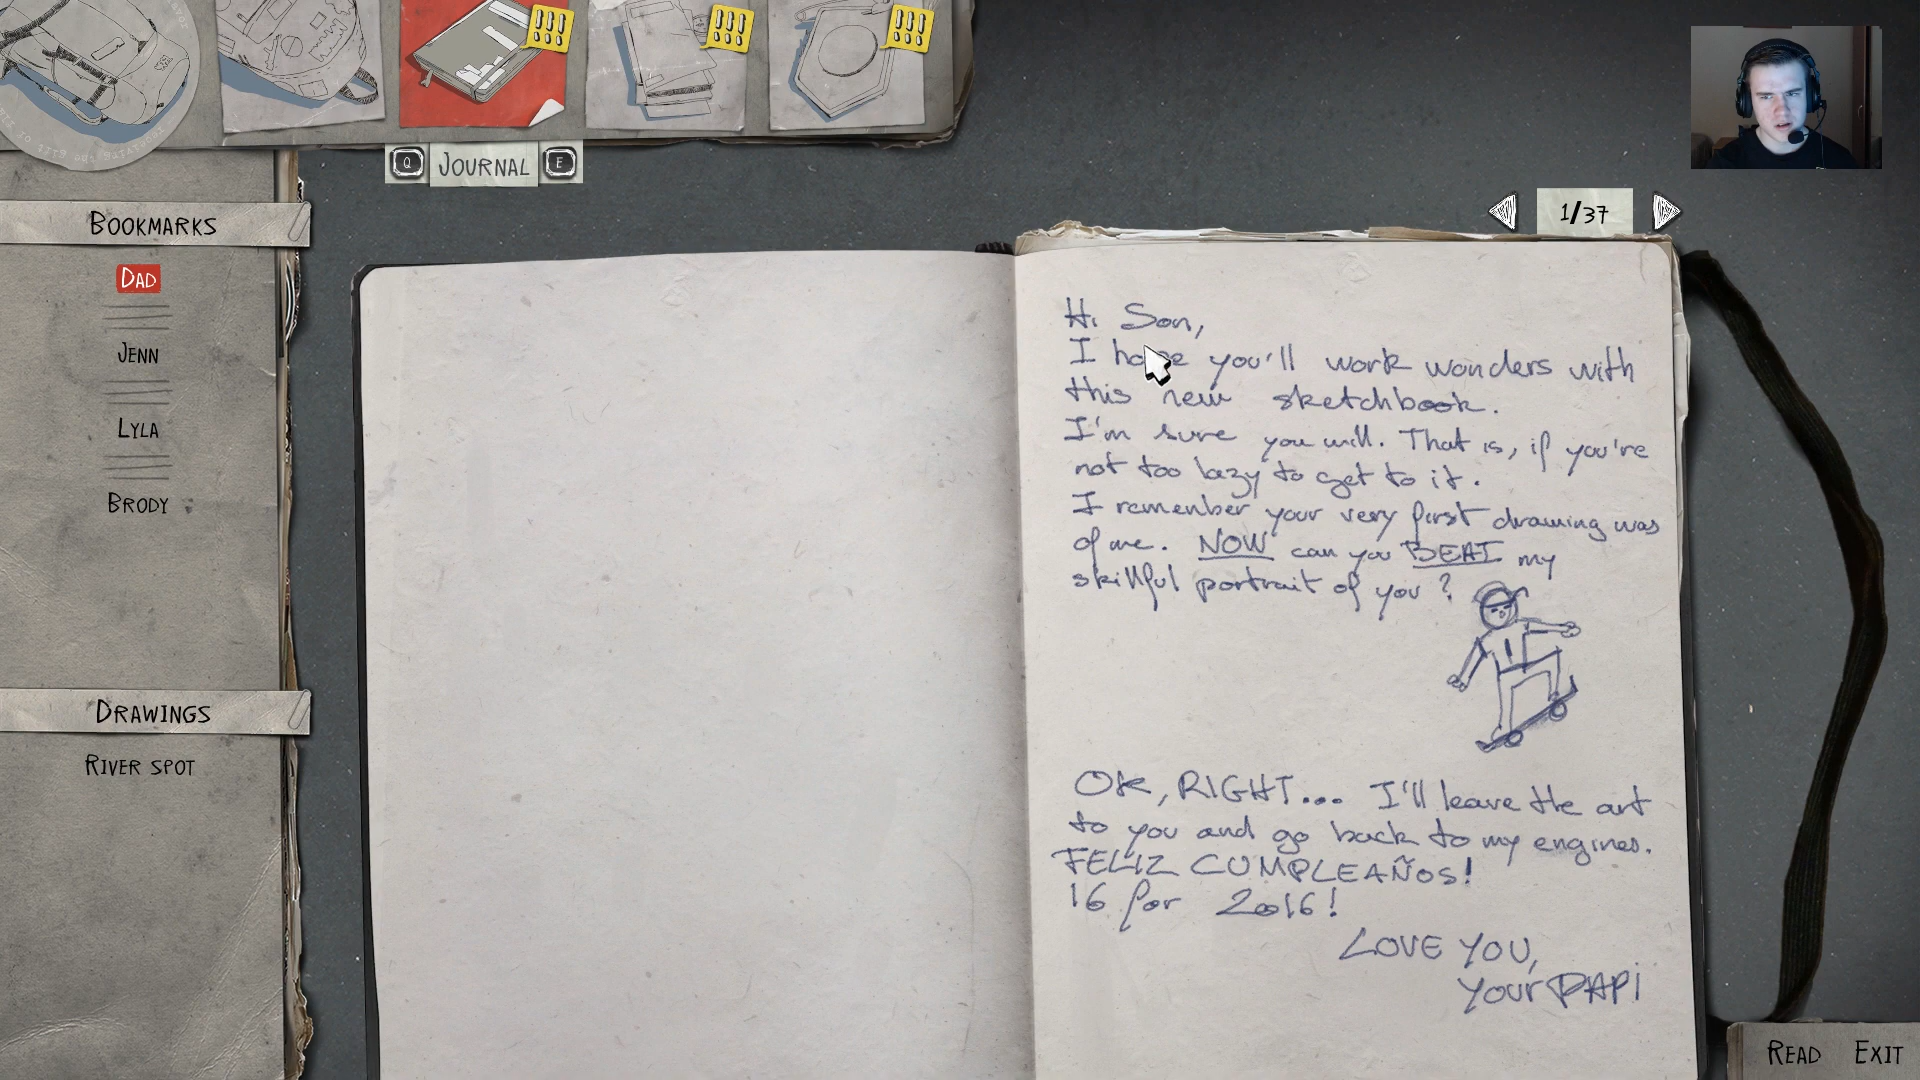 Q JOURNAL E
1/37
BOOKMARKS
DAD
JENN
LYLA
BRODY
DRAWINGS
RIVER SPOT
Hi Son,
I hope you'll work wonders with
this new sketchbook.
I'm sure you will. That is, if you're
not too lazy to get to it.
I remenber your very first drawing was
of me. NOW can you BEAT my
skillful portrait of you?
OK, RIGHT... I'll leave the art
to you and go back to my engines.
FELIZ CUMPLEAÑOS!
16 for 2016!
LOVE YOU,
Your PAPI
READ EXIT